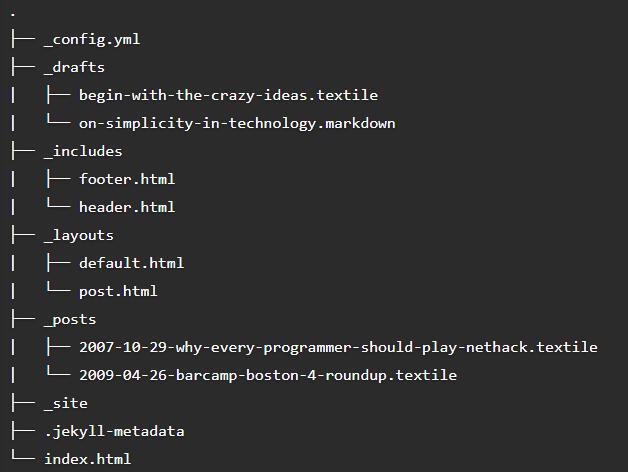 .
├── _config.yml
├── _drafts
|   ├── begin-with-the-crazy-ideas.textile
|   └── on-simplicity-in-technology.markdown
├── _includes
|   ├── footer.html
|   └── header.html
├── _layouts
|   ├── default.html
|   └── post.html
├── _posts
|   ├── 2007-10-29-why-every-programmer-should-play-nethack.textile
|   └── 2009-04-26-barcamp-boston-4-roundup.textile
├── _site
├── .jekyll-metadata
└── index.html